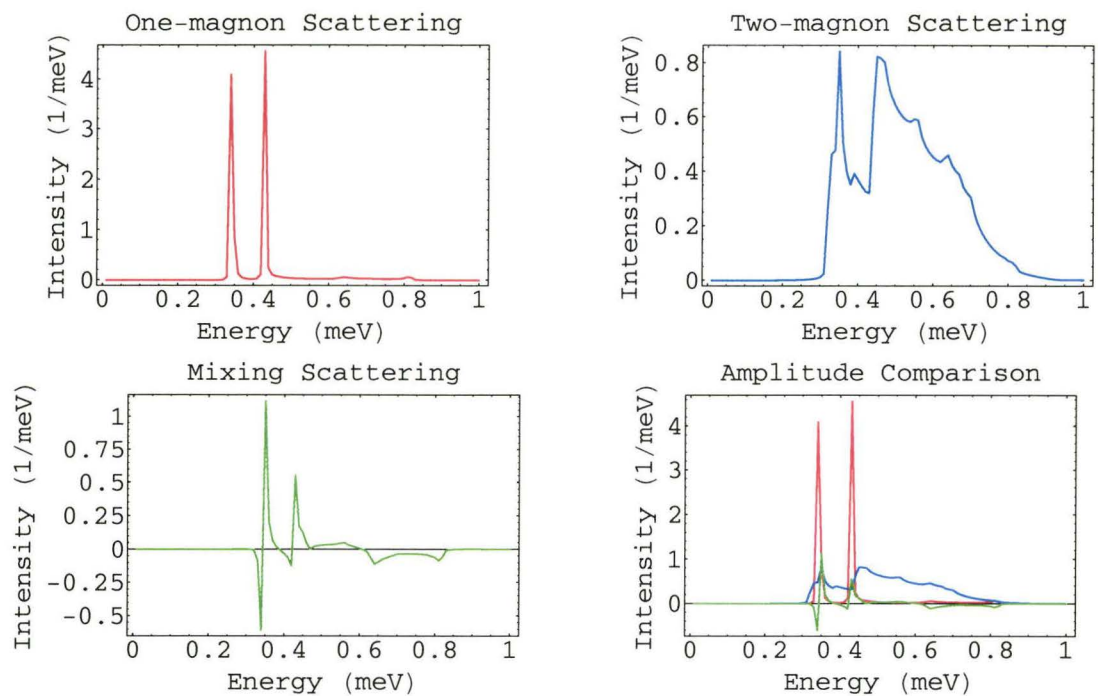 One-magnon Scattering
Intensity (1/meV)
4
3
2
1
0
0 0.2 0.4 0.6 0.8 1
Energy (meV)
Two-magnon Scattering
Intensity (1/meV)
0.8
0.6
0.4
0.2
0
0 0.2 0.4 0.6 0.8 1
Energy (meV)
Mixing Scattering
Intensity (1/meV)
1
0.75
0.5
0.25
0
-0.25
-0.5
0 0.2 0.4 0.6 0.8 1
Energy (meV)
Amplitude Comparison
Intensity (1/meV)
4
3
2
1
0
0 0.2 0.4 0.6 0.8 1
Energy (meV)